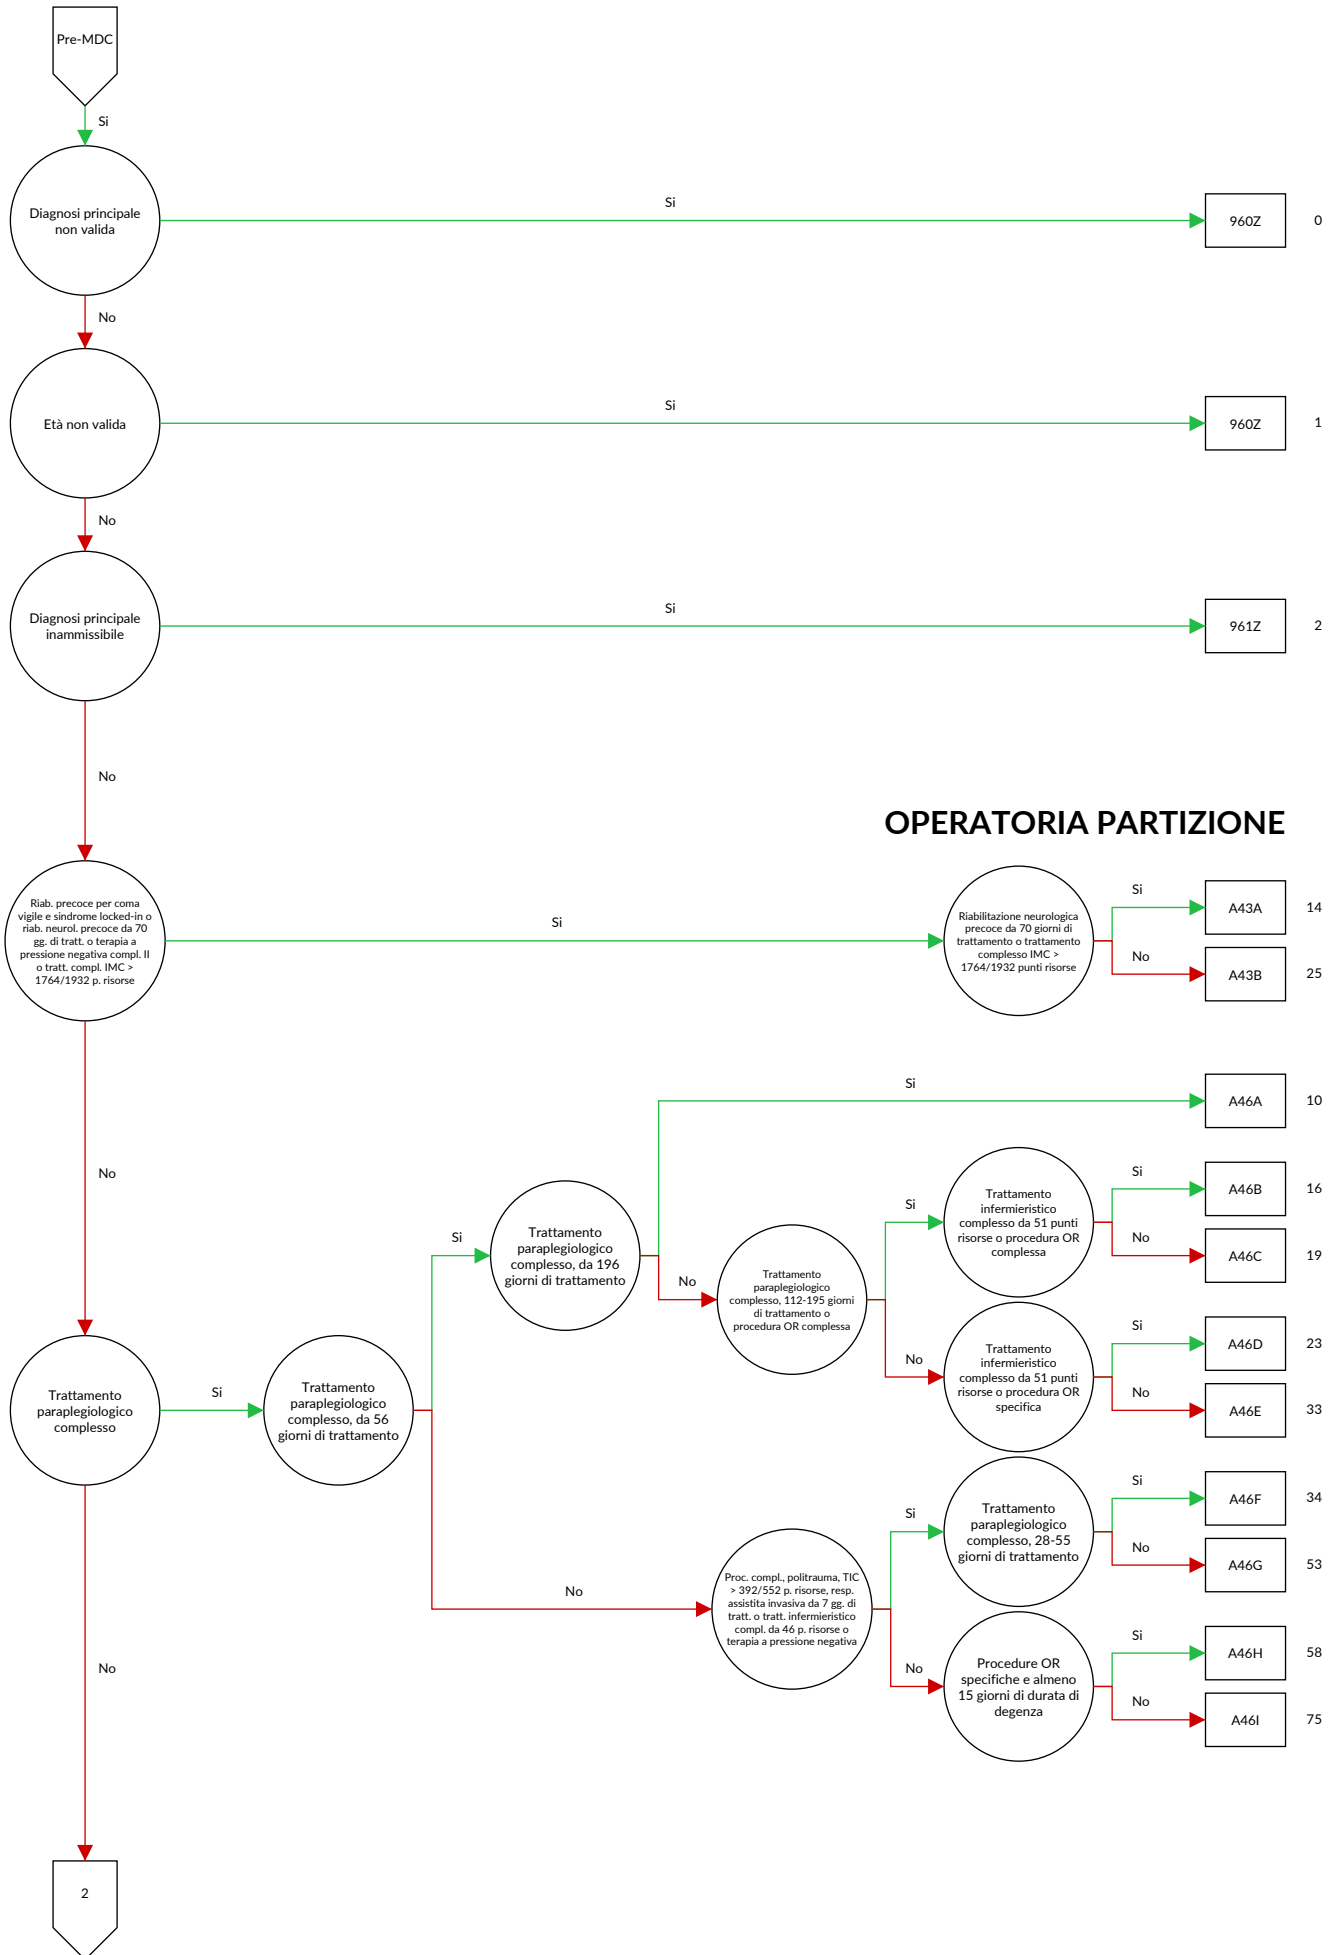 Pre-MDC
Si
Diagnosi principale
non valida
Si
960Z
0
No
Età non valida
Si
960Z
1
No
Diagnosi principale
inammissibile
Si
961Z
2
No
OPERATORIA PARTIZIONE
Riab. precoce per coma
vigile e sindrome locked-in o
riab. neurol. precoce da 70
gg. di tratt. o terapia a
pressione negativa compl. II
o tratt. compl. IMC >
1764/1932 p. risorse
Si
Riabilitazione neurologica
precoce da 70 giorni di
trattamento o trattamento
complesso IMC >
1764/1932 punti risorse
Si
A43A
14
No
A43B
25
No
Si
A46A
10
Si
Trattamento
paraplegiologico
complesso, da 196
giorni di trattamento
No
Trattamento
paraplegiologico
complesso, 112-195 giorni
di trattamento o
procedura OR complessa
Si
Trattamento
infermieristico
complesso da 51 punti
risorse o procedura OR
complessa
Si
A46B
16
No
A46C
19
No
Trattamento
infermieristico
complesso da 51 punti
risorse o procedura OR
specifica
Si
A46D
23
No
A46E
33
Trattamento
paraplegiologico
complesso
Si
Trattamento
paraplegiologico
complesso, da 56
giorni di trattamento
No
Proc. compl., politrauma, TIC
> 392/552 p. risorse, resp.
assistita invasiva da 7 gg. di
tratt. o tratt. infermieristico
compl. da 46 p. risorse o
terapia a pressione negativa
Si
Trattamento
paraplegiologico
complesso, 28-55
giorni di trattamento
Si
A46F
34
No
A46G
53
No
Procedure OR
specifiche e almeno
15 giorni di durata di
degenza
Si
A46H
58
No
A46I
75
No
2